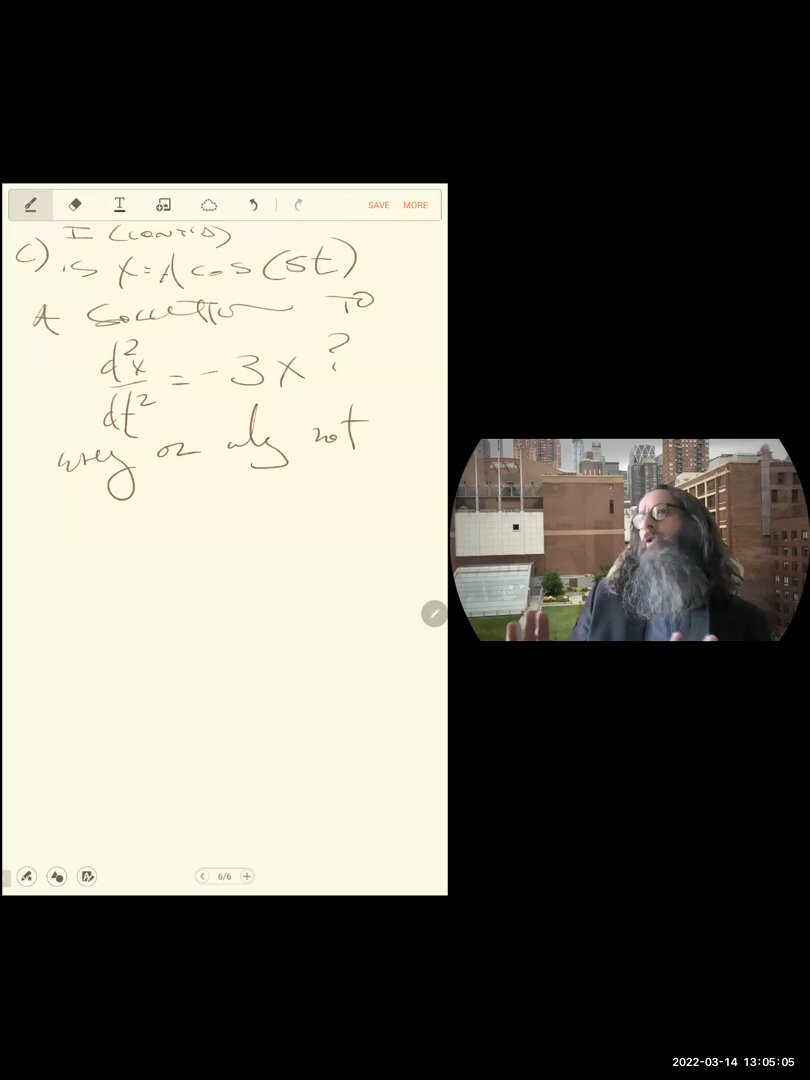 SAVE MORE
I (CONT'D)
C) is x = A cos (5t)
A SOLUTION TO
d²x/dt² = -3x ?
why or why not
6/6
2022-03-14 13:05:05